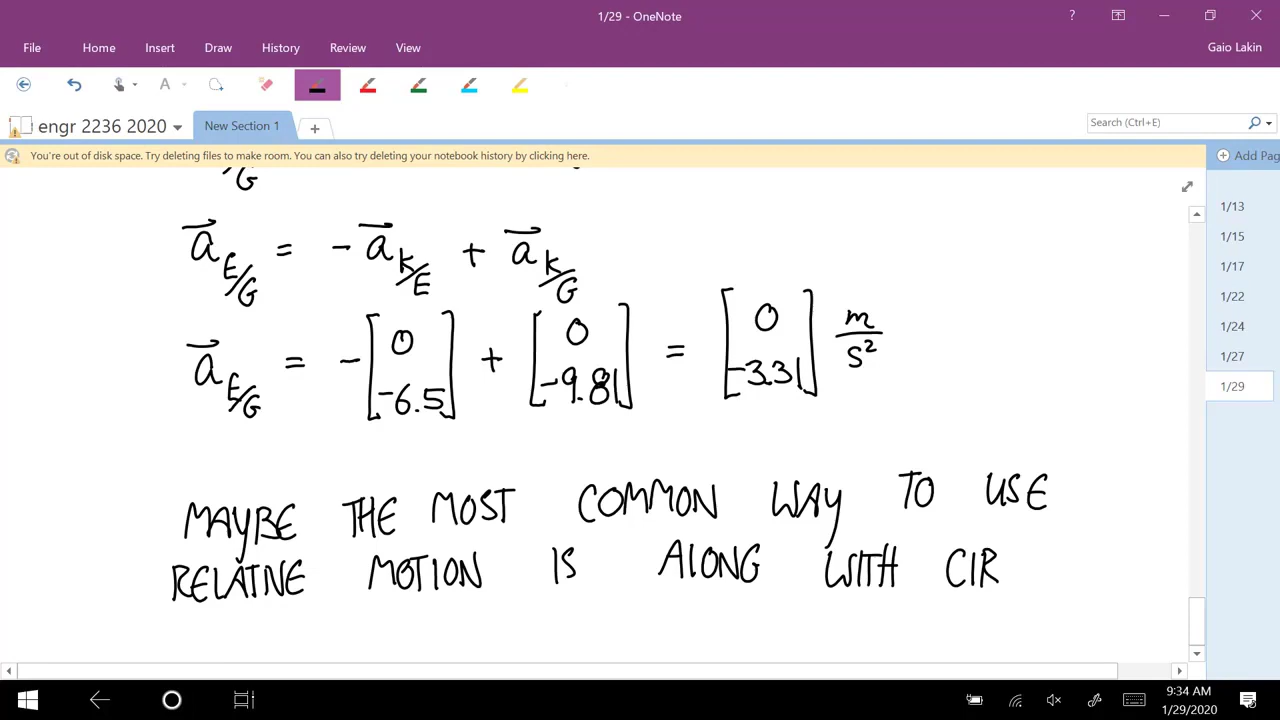 1/29 - OneNote
?
File Home Insert Draw History Review View Gaio Lakin
A
engr 2236 2020 New Section 1 + Search (Ctrl+E)
You're out of disk space. Try deleting files to make room. You can also try deleting your notebook history by clicking here.
Add Pag
1/13
1/15
1/17
1/22
1/24
1/27
1/29
/G
a⃗ E/G = - a⃗ K/E + a⃗ K/G
a⃗ E/G = - [0 -6.5] + [0 -9.81] = [0 -3.31] m/s²
MAYBE THE MOST COMMON WAY TO USE
RELATIVE MOTION IS ALONG WITH CIR
9:34 AM
1/29/2020